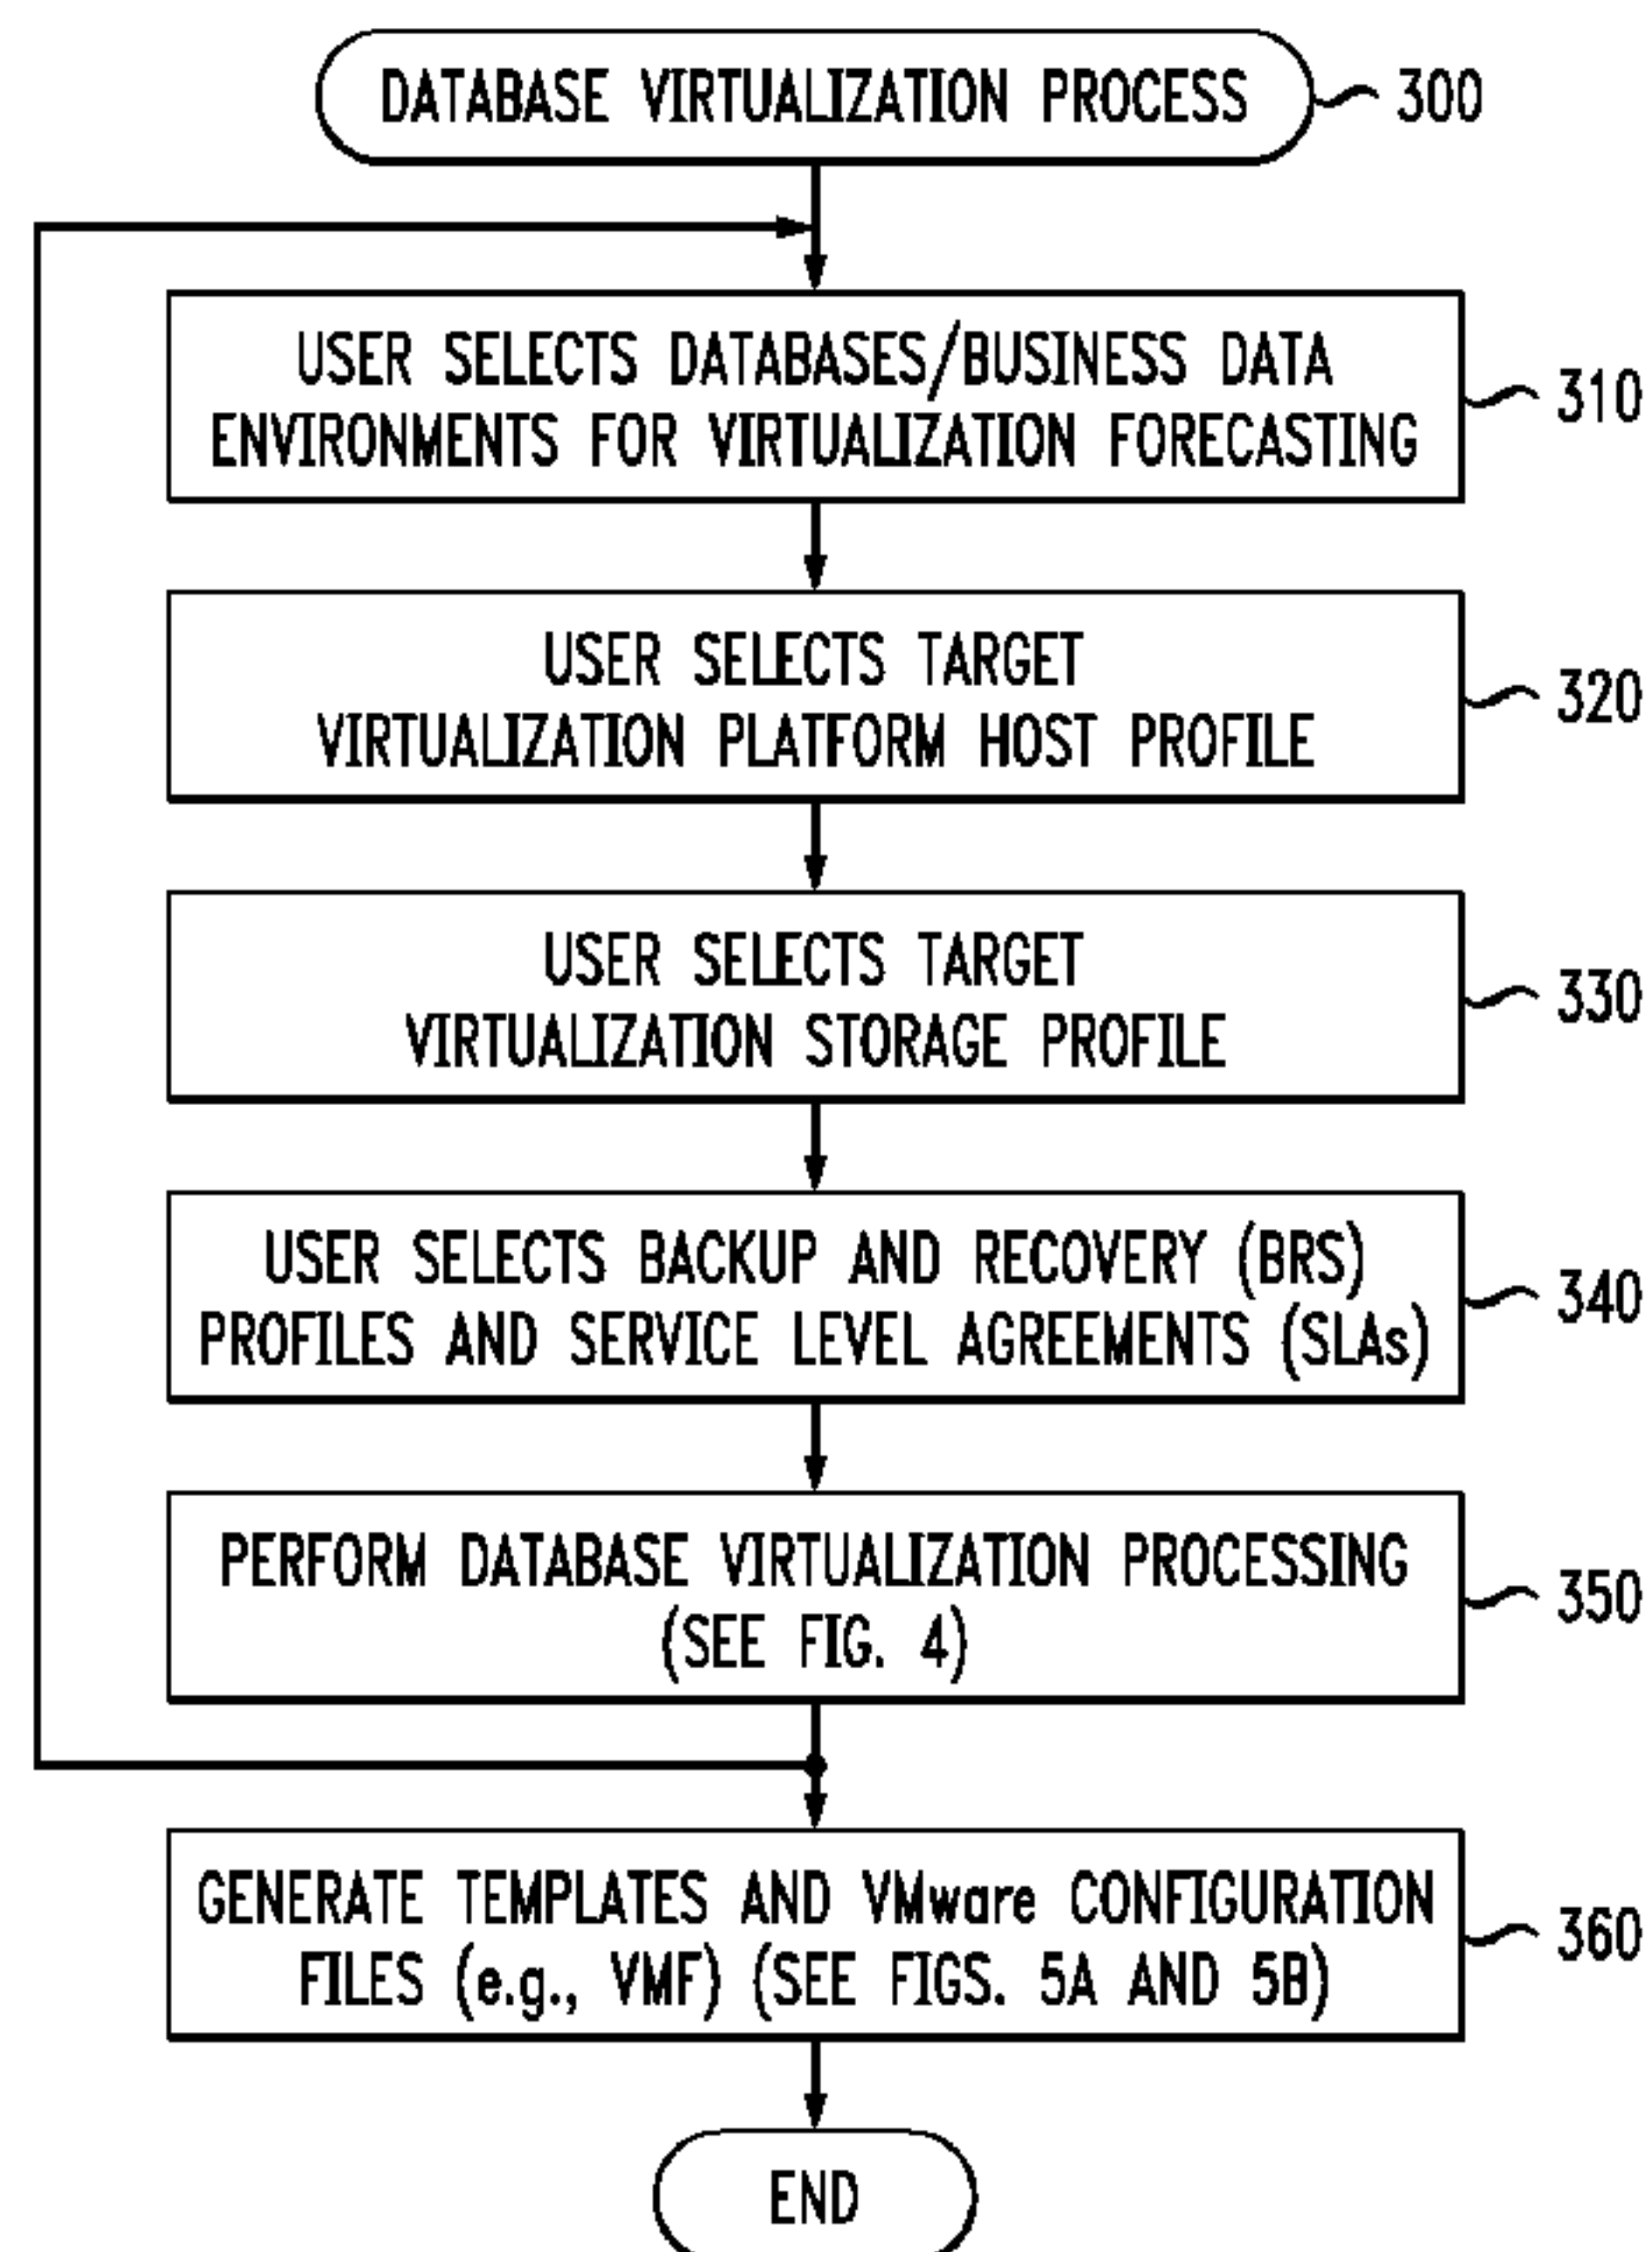 DATABASE VIRTUALIZATION PROCESS 300
USER SELECTS DATABASES/BUSINESS DATA
ENVIRONMENTS FOR VIRTUALIZATION FORECASTING
310
USER SELECTS TARGET
VIRTUALIZATION PLATFORM HOST PROFILE
320
USER SELECTS TARGET
VIRTUALIZATION STORAGE PROFILE
330
USER SELECTS BACKUP AND RECOVERY (BRS)
PROFILES AND SERVICE LEVEL AGREEMENTS (SLAs)
340
PERFORM DATABASE VIRTUALIZATION PROCESSING
(SEE FIG. 4)
350
GENERATE TEMPLATES AND VMware CONFIGURATION
FILES (e.g., VMF) (SEE FIGS. 5A AND 5B)
360
END